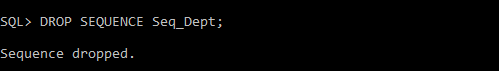 SQL> DROP SEQUENCE Seq_Dept;
Sequence dropped.